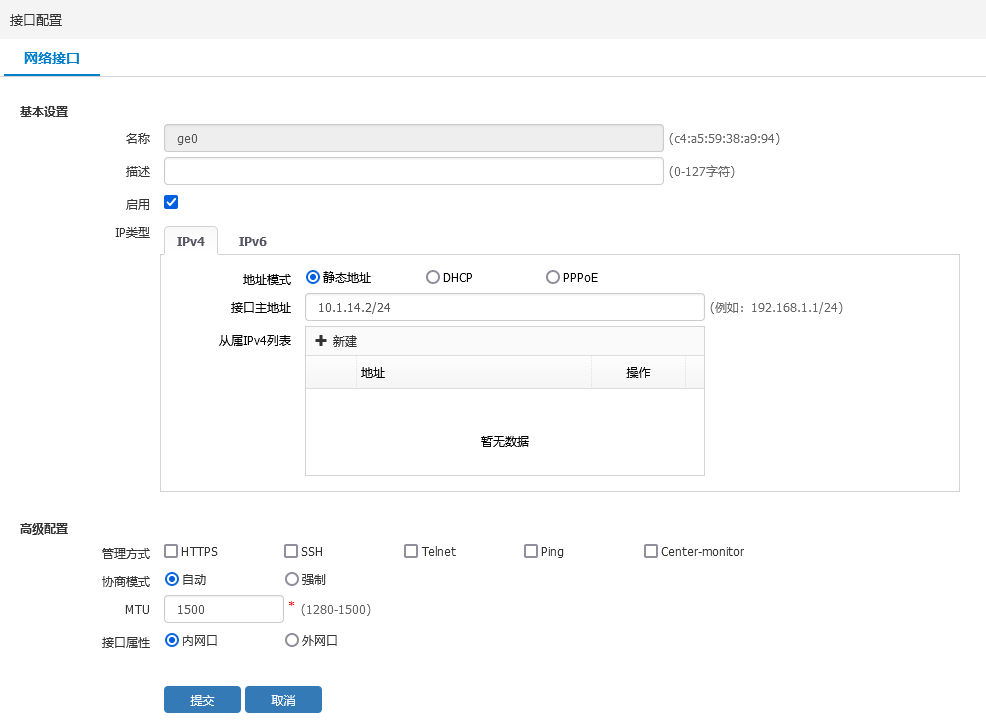 接口配置
网络接口
基本设置
名称 ge0 (c4:a5:59:38:a9:94)
描述 (0-127字符)
启用
IP类型 IPv4 IPv6
地址模式 静态地址 DHCP PPPoE
接口主地址 10.1.14.2/24 (例如：192.168.1.1/24)
从属IPv4列表 新建
地址 操作
暂无数据
高级配置
管理方式 HTTPS SSH Telnet Ping Center-monitor
协商模式 自动 强制
MTU 1500 * (1280-1500)
接口属性 内网口 外网口
提交 取消